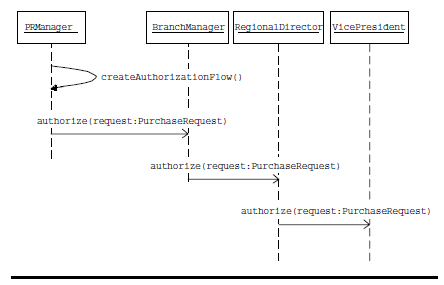 PRManager
BranchManager
RegionalDirector
VicePresident
createAuthorizationFlow()
authorize(request:PurchaseRequest)
authorize(request:PurchaseRequest)
authorize(request:PurchaseRequest)